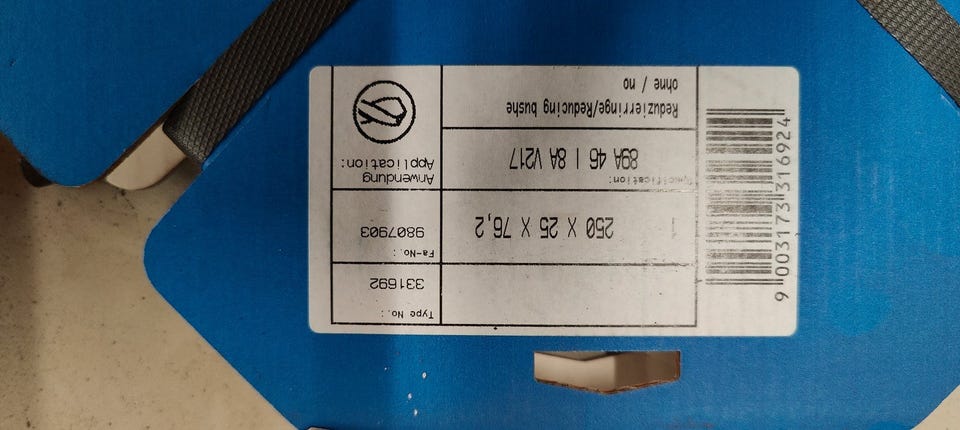 Type No.:
331692
Fa-No.:
9807903
1 250 X 25 X 76,2
Anwendung
Application:
Specification:
89A 46 I 8A V217
Reduzierringe/Reducing bushe
ohne / no
9 003173 316924